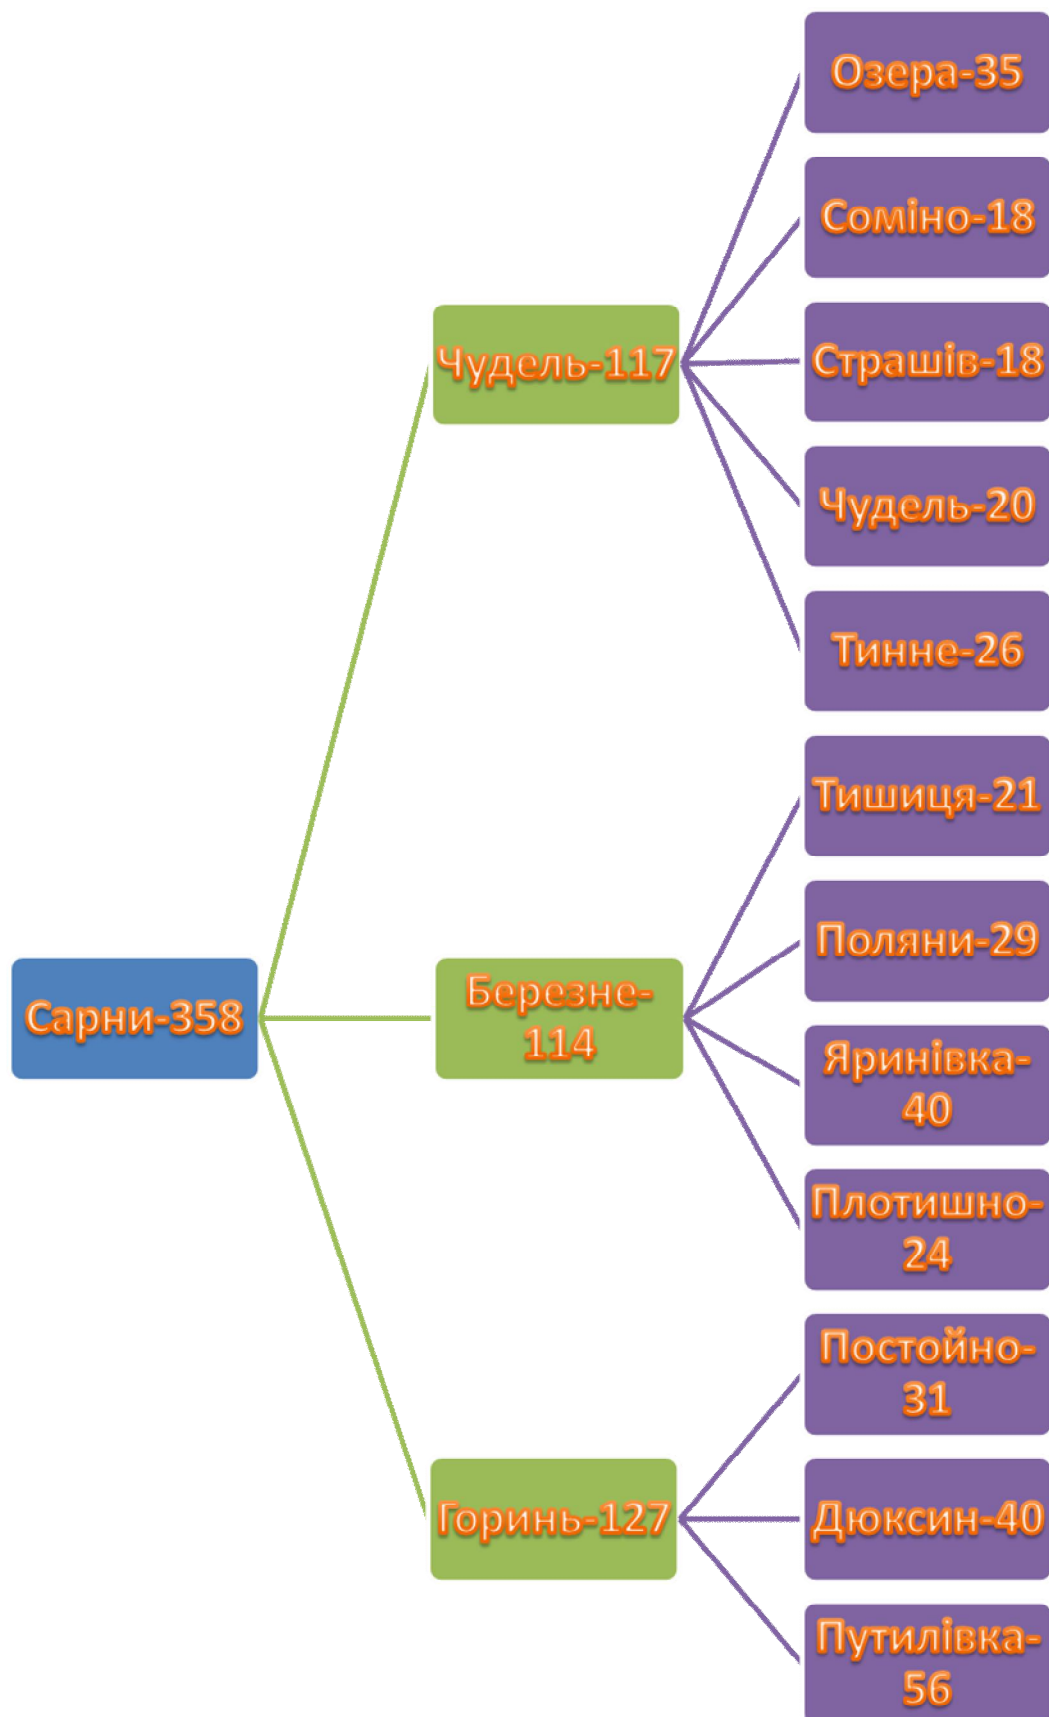 Озера-35
Соміно-18
Чудель-117
Страшів-18
Чудель-20
Тинне-26
Тишиця-21
Поляни-29
Сарни-358
Березне-
114
Яринівка-
40
Плотишно-
24
Постойно-
31
Горинь-127
Дюксин-40
Путилівка-
56